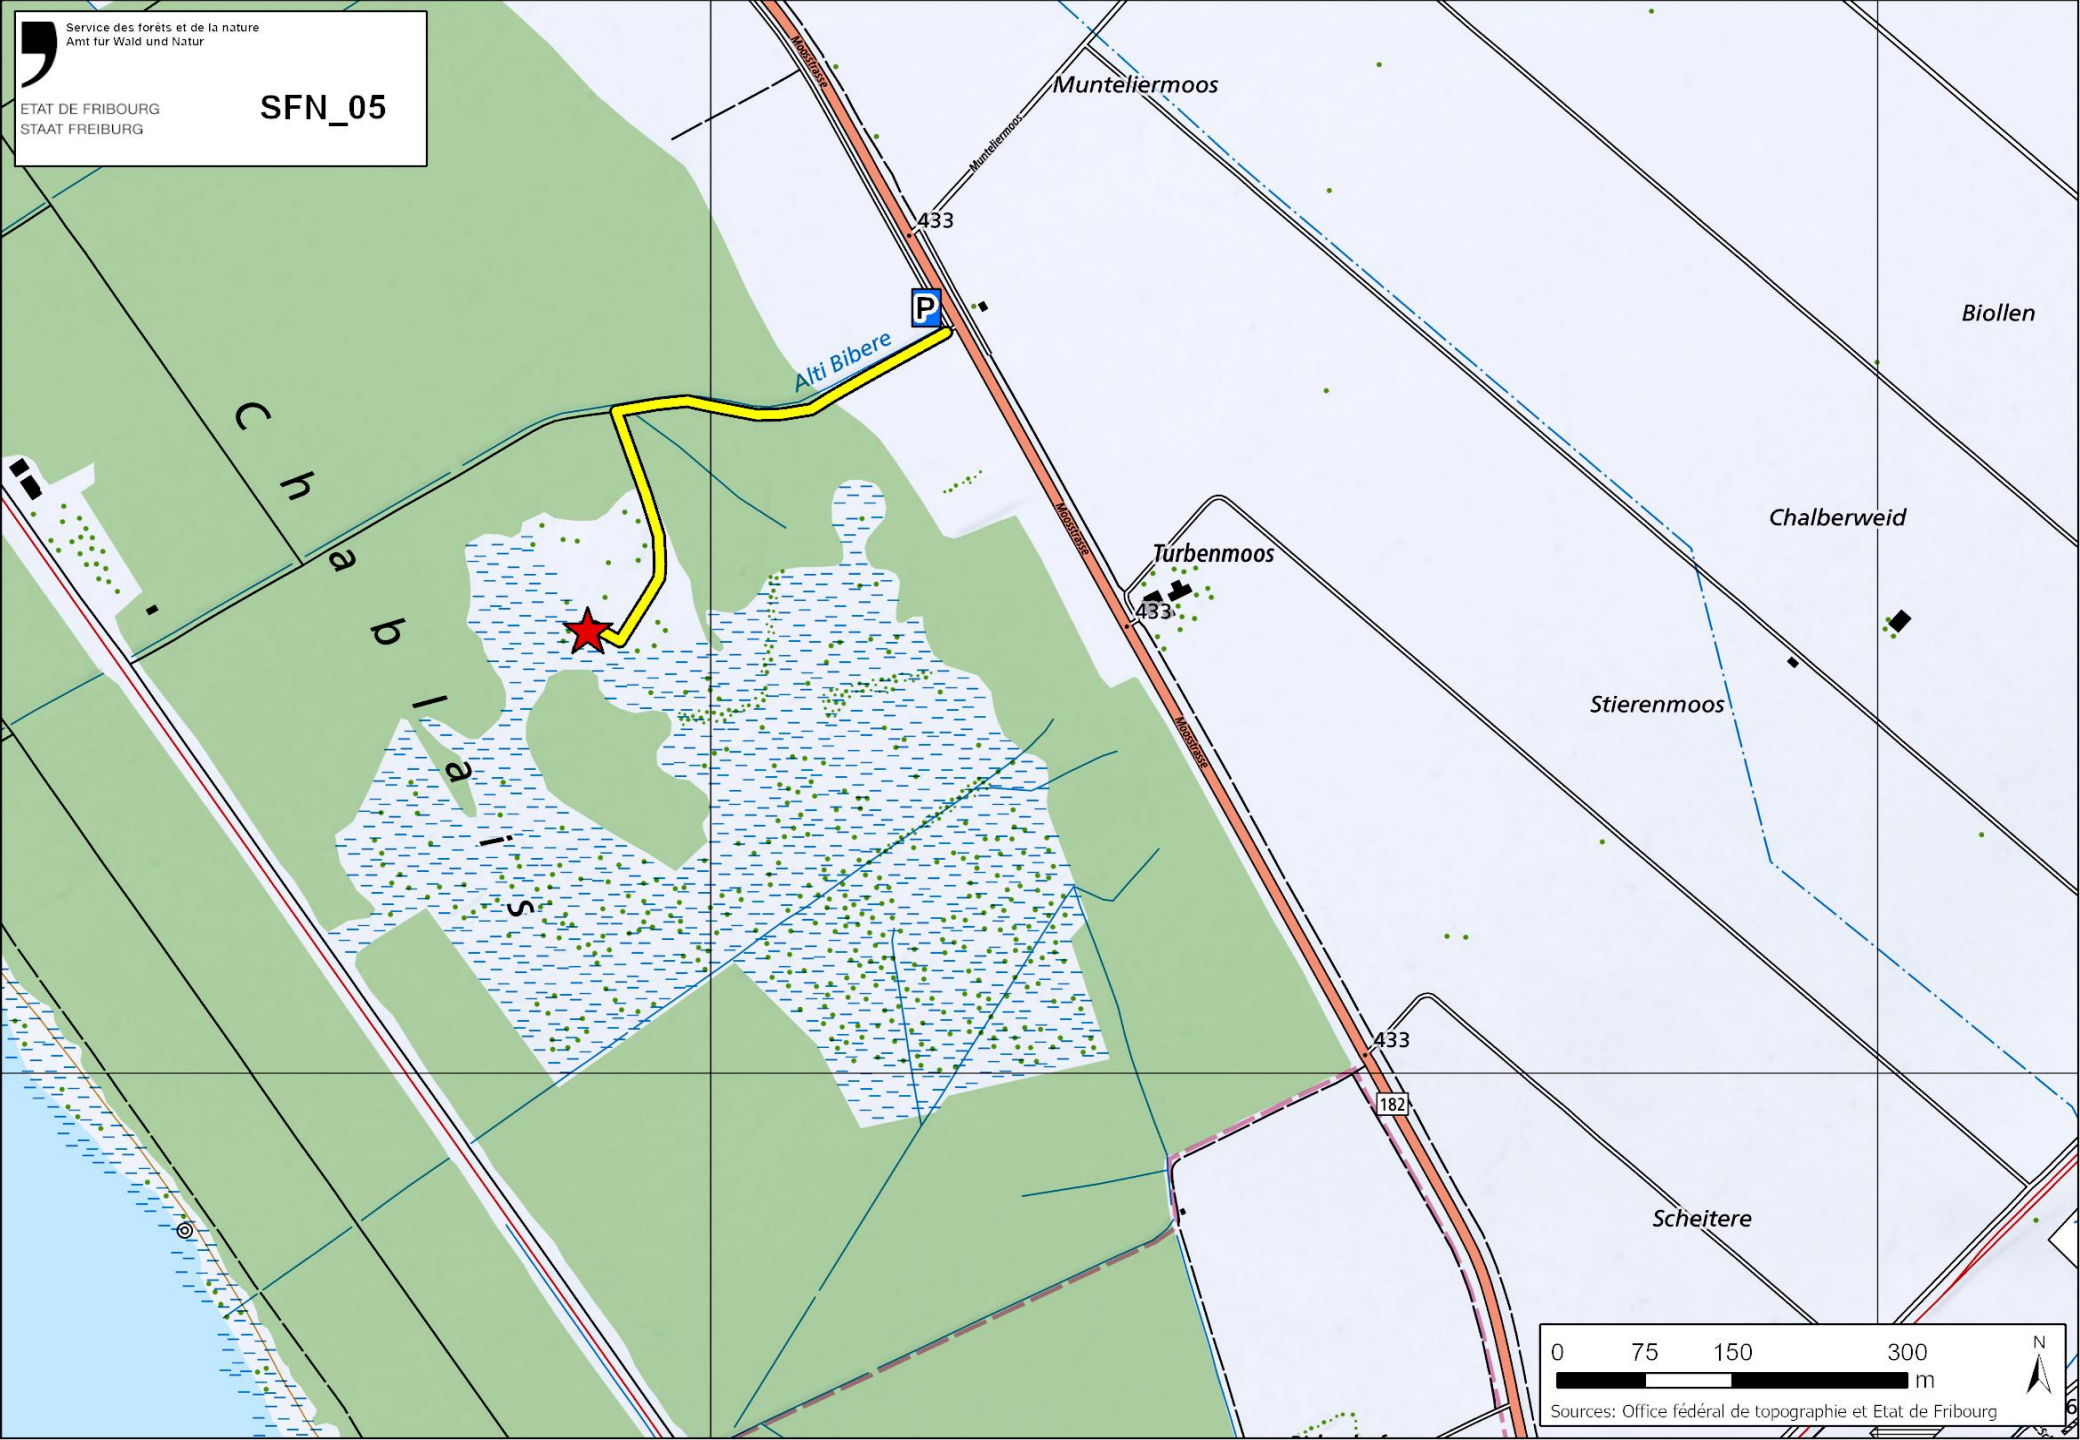 Service des forêts et de la nature
Amt für Wald und Natur
ETAT DE FRIBOURG
STAAT FREIBURG
SFN_05
Moosstrasse
Munteliermoos
Munteliermoos
433
P
Biollen
Alti Bibere
Chablais
Moosstrasse
Chalberweid
Turbenmoos
433
Stierenmoos
Moosstrasse
433
182
Scheitere
0 75 150 300
m
N
Sources: Office fédéral de topographie et Etat de Fribourg